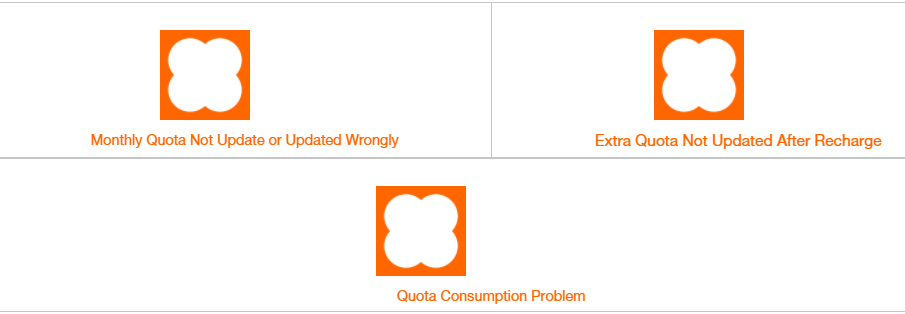 Monthly Quota Not Update or Updated Wrongly
Extra Quota Not Updated After Recharge
Quota Consumption Problem